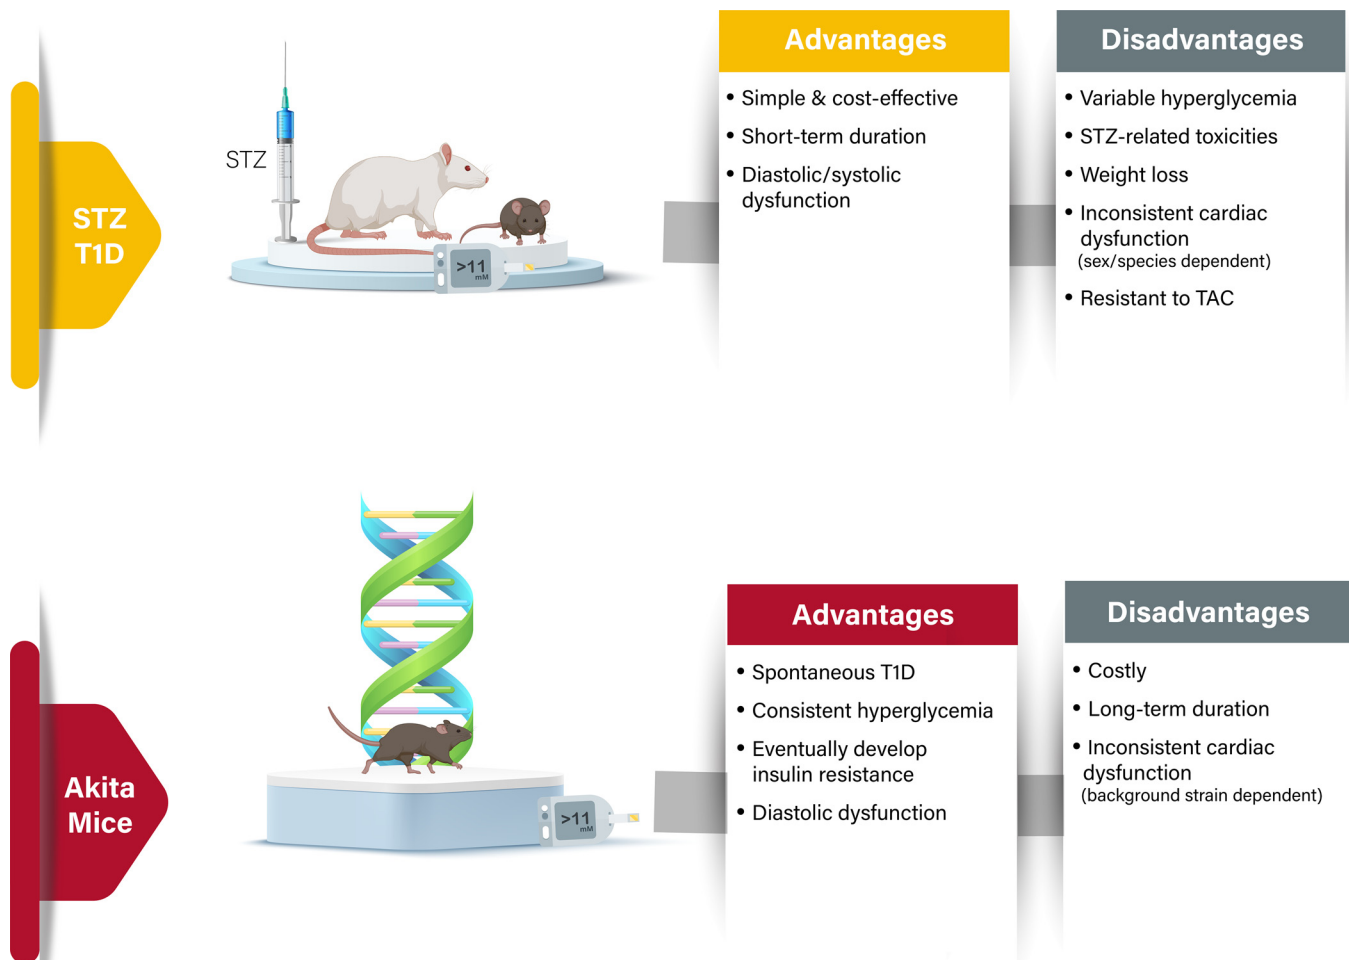 STZ
T1D
STZ
>11
mM
Advantages
• Simple & cost-effective
• Short-term duration
• Diastolic/systolic
dysfunction
Disadvantages
• Variable hyperglycemia
• STZ-related toxicities
• Weight loss
• Inconsistent cardiac
dysfunction
(sex/species dependent)
• Resistant to TAC
Akita
Mice
>11
mM
Advantages
• Spontaneous T1D
• Consistent hyperglycemia
• Eventually develop
insulin resistance
• Diastolic dysfunction
Disadvantages
• Costly
• Long-term duration
• Inconsistent cardiac
dysfunction
(background strain dependent)